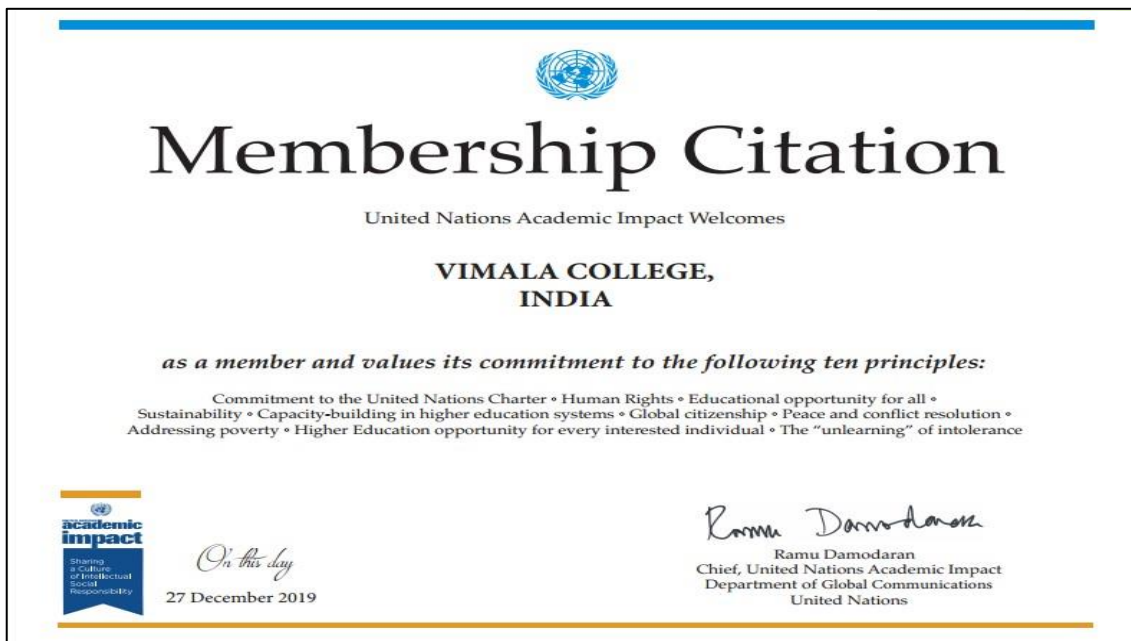 Membership Citation
United Nations Academic Impact Welcomes
VIMALA COLLEGE,
INDIA
as a member and values its commitment to the following ten principles:
Commitment to the United Nations Charter • Human Rights • Educational opportunity for all •
Sustainability • Capacity-building in higher education systems • Global citizenship • Peace and conflict resolution •
Addressing poverty • Higher Education opportunity for every interested individual • The “unlearning” of intolerance
academic
impact
Sharing
a Culture
of Intellectual
Social
Responsibility
On this day
27 December 2019
Ramu Damodaran
Ramu Damodaran
Chief, United Nations Academic Impact
Department of Global Communications
United Nations